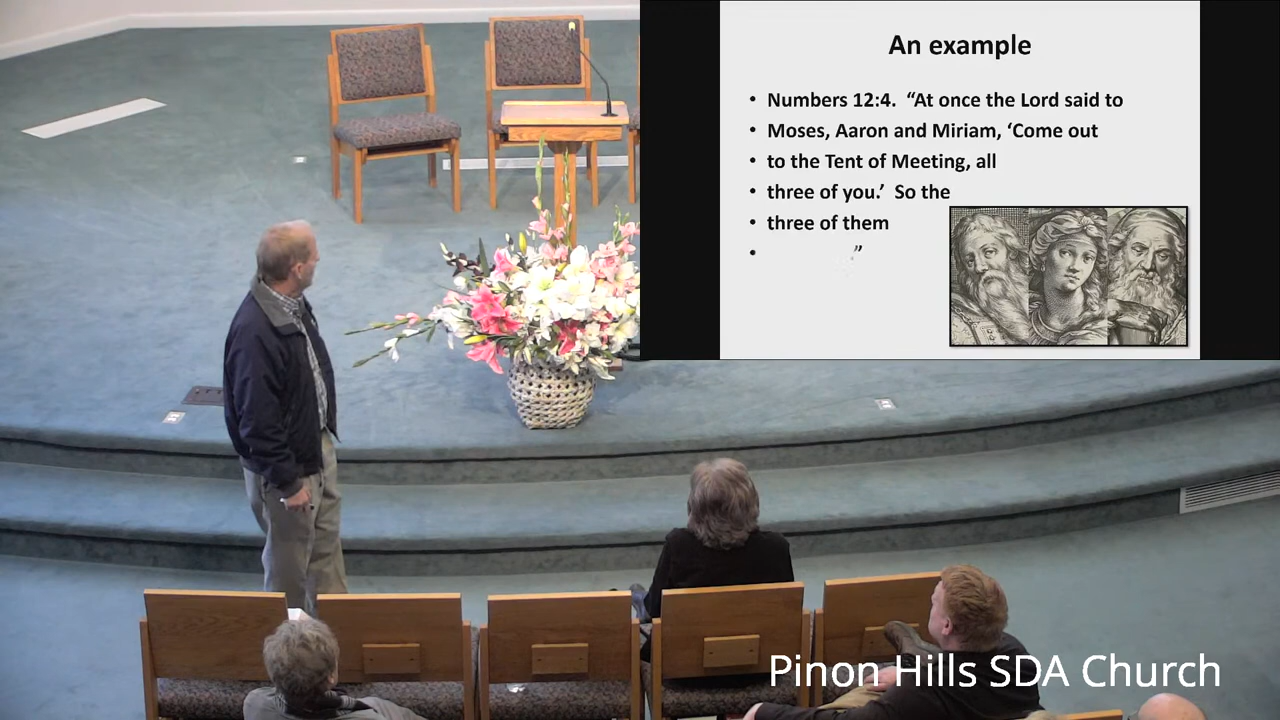 An example
• Numbers 12:4. “At once the Lord said to
• Moses, Aaron and Miriam, ‘Come out
• to the Tent of Meeting, all
• three of you.’ So the
• three of them
• ”
Pinon Hills SDA Church